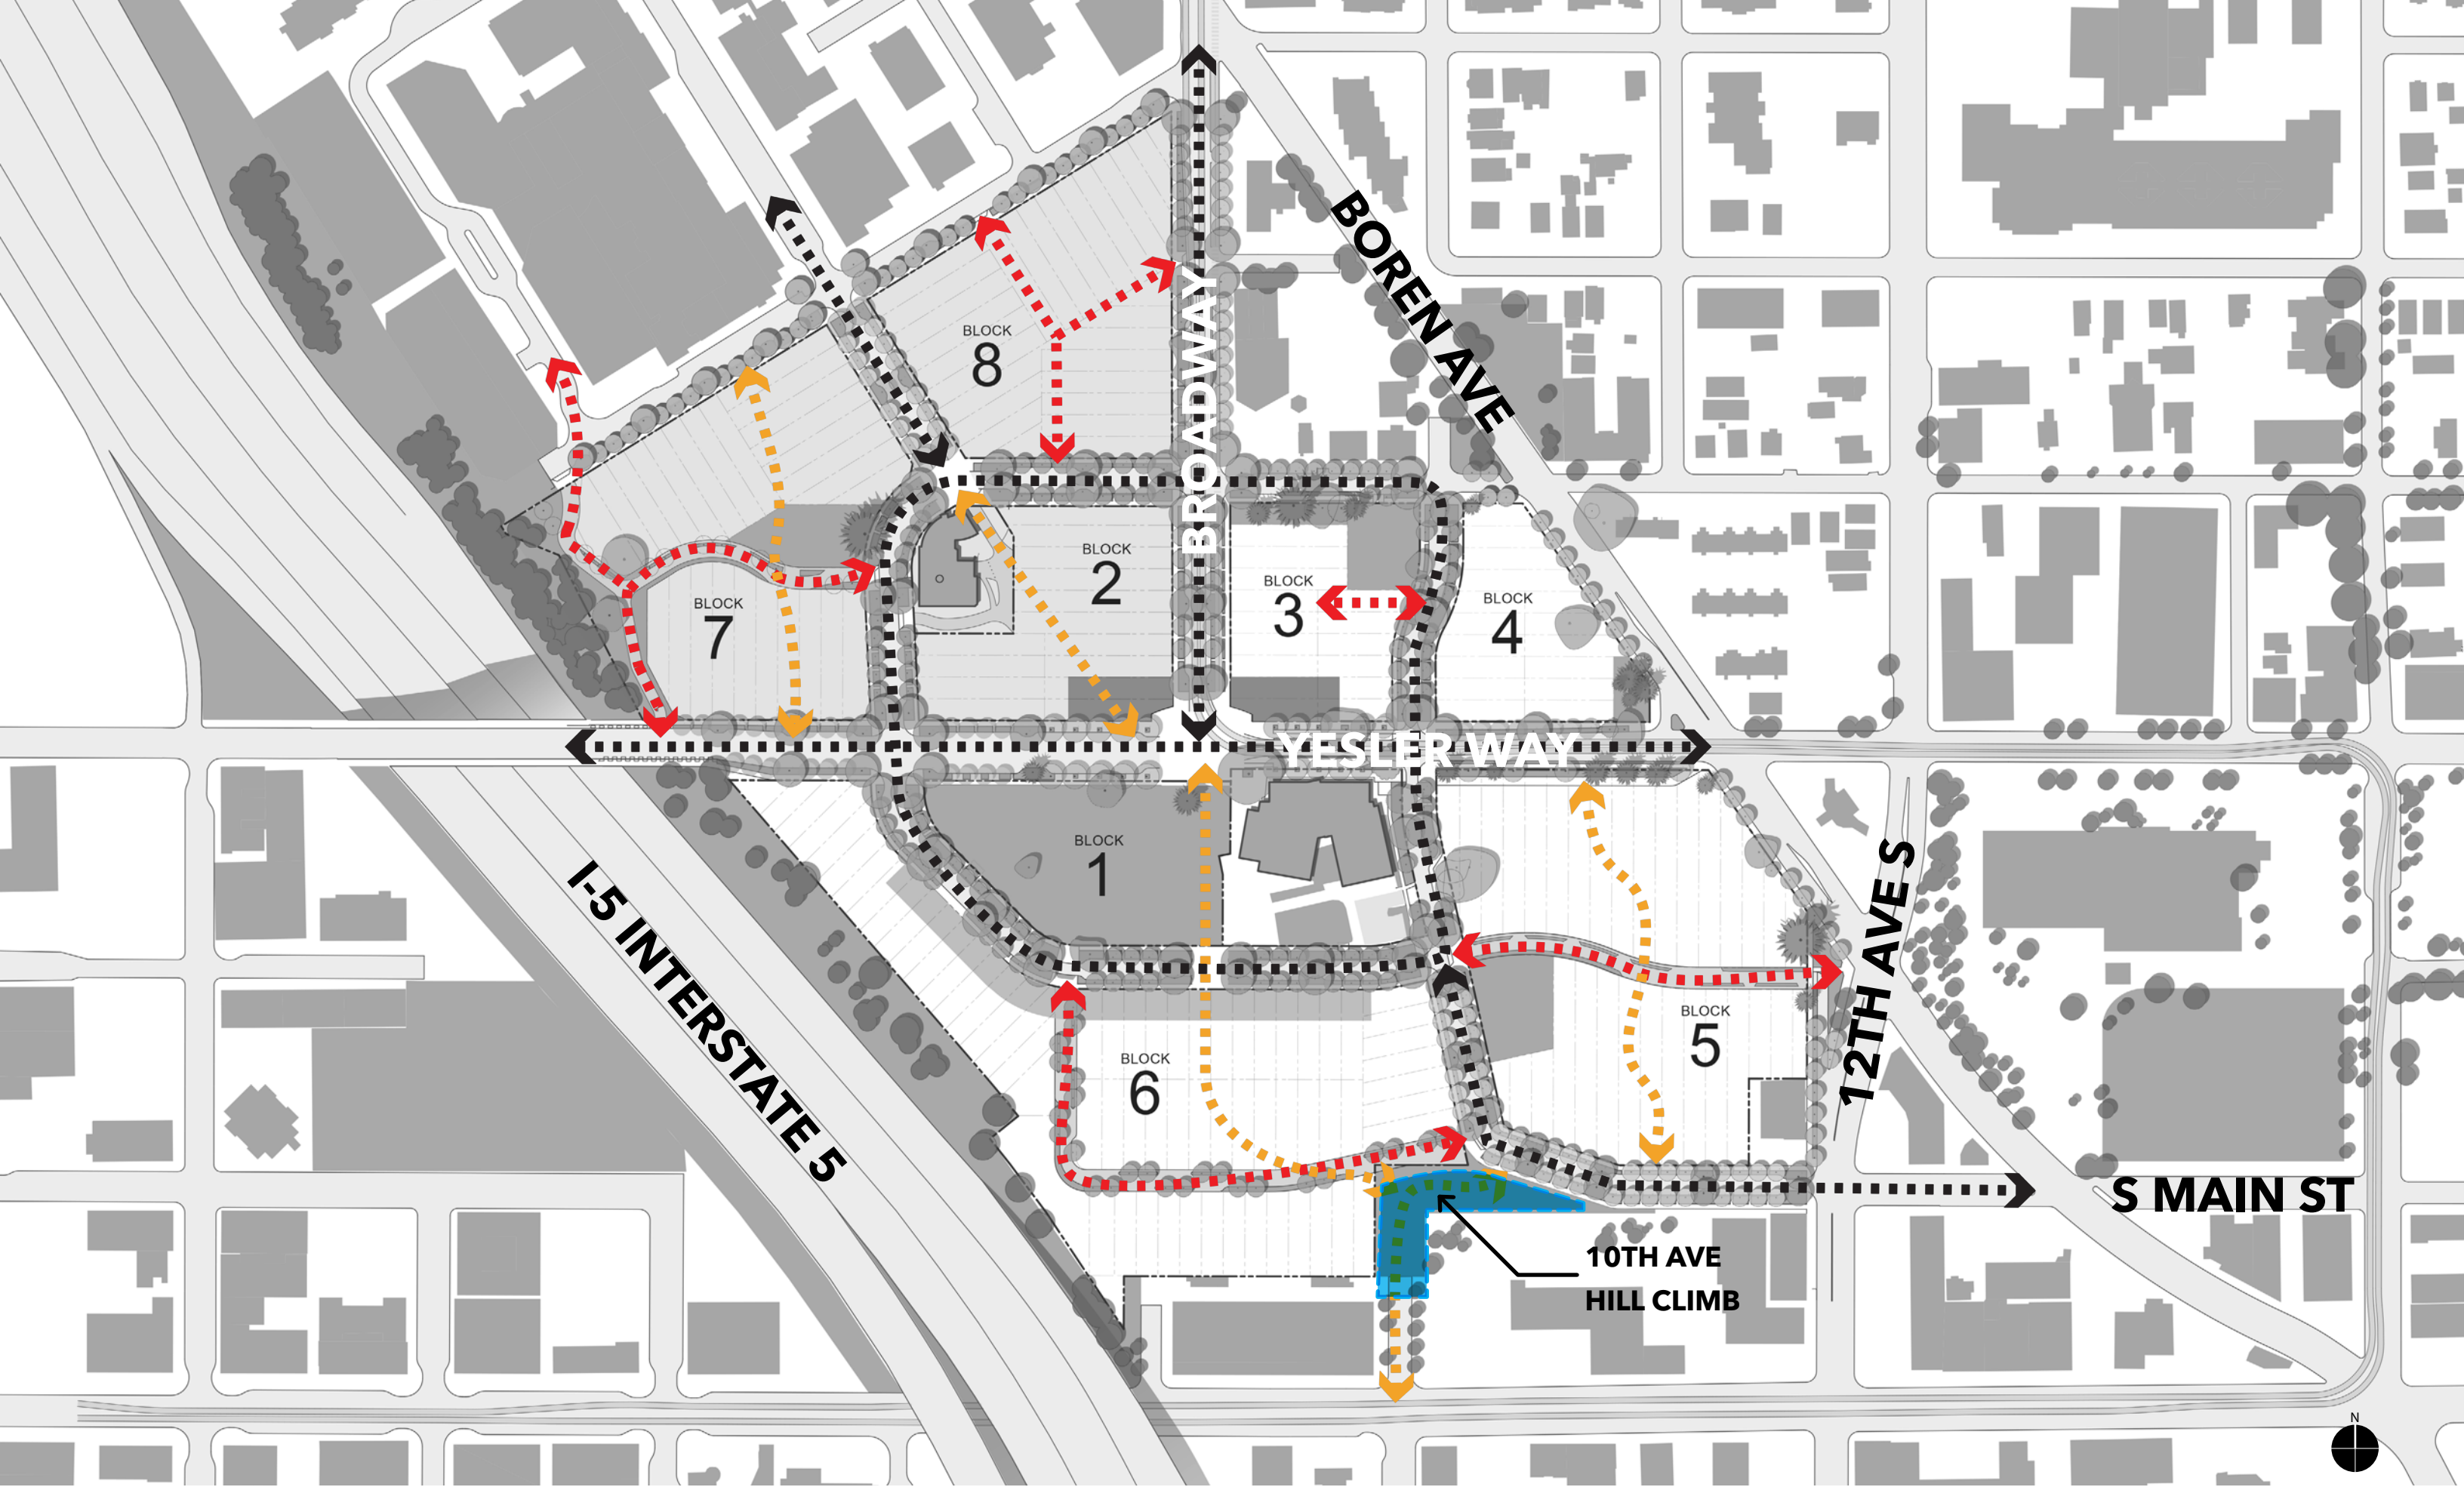 BOREN AVE
BROADWAY
BLOCK
8
BLOCK
2
BLOCK
3
BLOCK
4
BLOCK
7
YESLER WAY
BLOCK
1
I-5 INTERSTATE 5
12TH AVE S
BLOCK
5
BLOCK
6
S MAIN ST
10TH AVE
HILL CLIMB
N